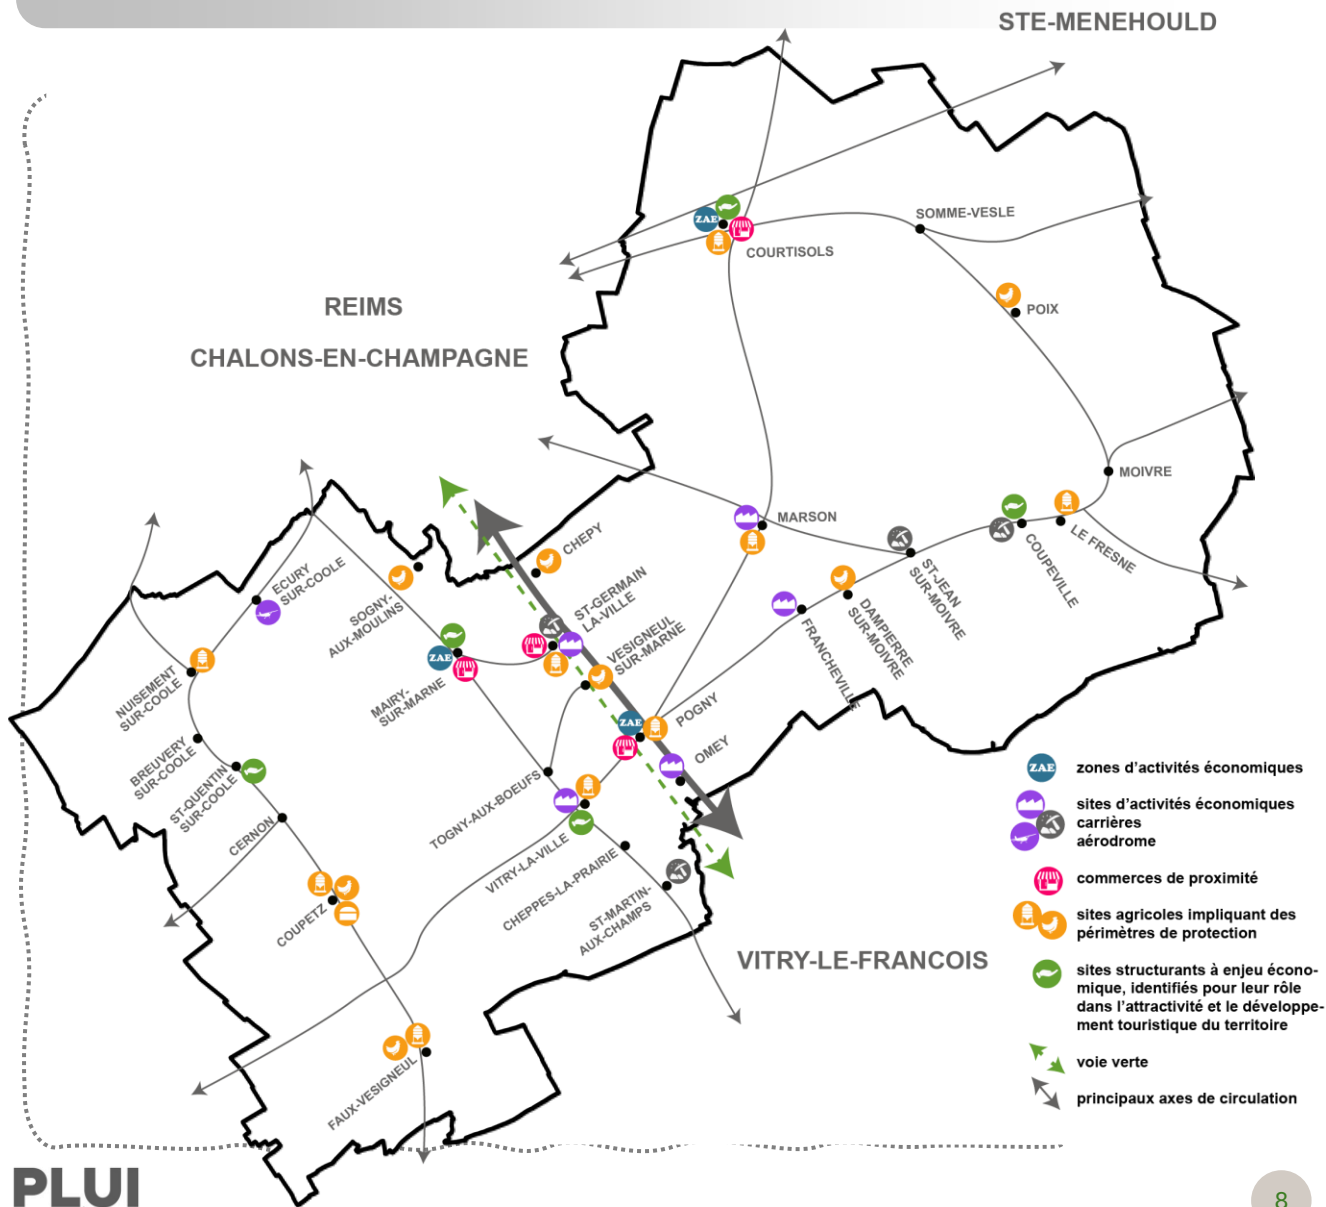 STE-MENEHOULD
ZAE
SOMME-VESLE
COURTISOLS
REIMS
POIX
CHALONS-EN-CHAMPAGNE
MOIVRE
MARSON
CHEPY
LE FRESNE
COUPEVILLE
ST-JEAN
SUR-MOIVRE
ECURY
SUR-COOLE
SOGNY-
AUX-MOULINS
ST-GERMAIN
LA-VILLE
DAMPIERRE
SUR-MOIVRE
FRANCHEVILLE
VESIGNEUL
SUR-MARNE
ZAE
MAIRY-
SUR-MARNE
NUISEMENT
SUR-COOLE
POGNY
ZAE
OMEY
BREUVERY
SUR-COOLE
ST-QUENTIN
SUR-COOLE
TOGNY-AUX-BOEUFS
CERNON
VITRY-LA-VILLE
CHEPPES-LA-PRAIRIE
ST-MARTIN-
AUX-CHAMPS
COUPETZ
VITRY-LE-FRANCOIS
FAUX-VESIGNEUL
ZAE
zones d'activités économiques
sites d'activités économiques
carrières
aérodrome
commerces de proximité
sites agricoles impliquant des
périmètres de protection
sites structurants à enjeu écono-
mique, identifiés pour leur rôle
dans l'attractivité et le développe-
ment touristique du territoire
voie verte
principaux axes de circulation
PLUI
8